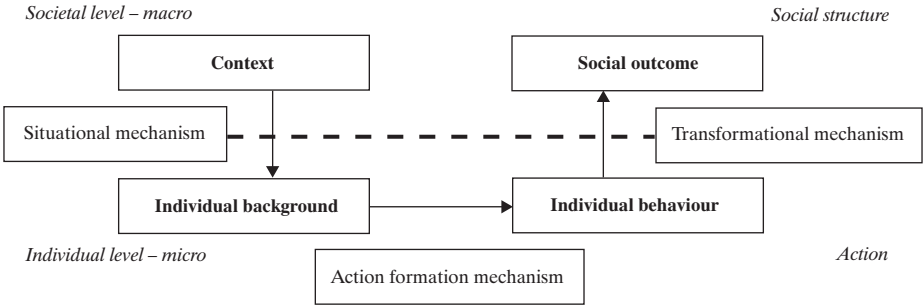 Societal level – macro
Social structure
Context
Social outcome
Situational mechanism
Transformational mechanism
Individual background
Individual behaviour
Individual level – micro
Action
Action formation mechanism